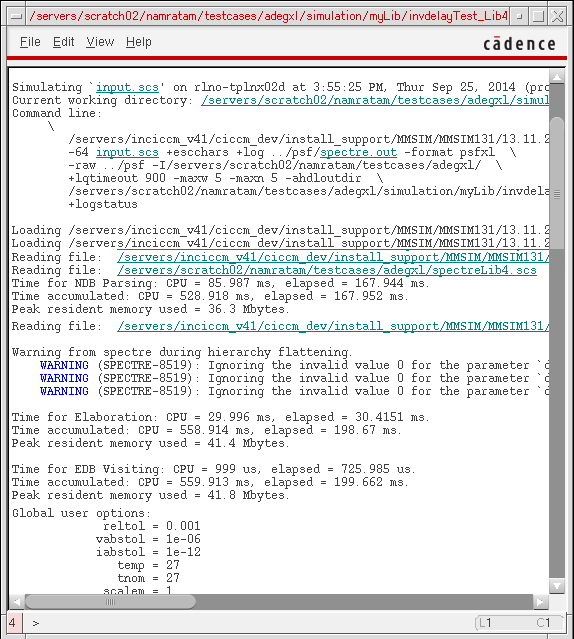 /servers/scratch02/namratam/testcases/adegxl/simulation/myLib/invdelayTest_Lib4
File Edit View Help
cādence
Simulating `input.scs' on rlno-tplnx02d at 3:55:25 PM, Thur Sep 25, 2014 (pro
Current working directory: /servers/scratch02/namratam/testcases/adegxl/simul
Command line:
\
/servers/inciccm_v41/ciccm_dev/install_support/MMSIM/MMSIM131/13.11.2
-64 input.scs +escchars +log ../psf/spectre.out -format psfxl \
-raw ../psf -I/servers/scratch02/namratam/testcases/adegxl/ \
+lqtimeout 900 -maxw 5 -maxn 5 -ahdloutdir \
/servers/scratch02/namratam/testcases/adegxl/simulation/myLib/invdela
+logstatus
Loading /servers/inciccm_v41/ciccm_dev/install_support/MMSIM/MMSIM131/13.11.2
Loading /servers/inciccm_v41/ciccm_dev/install_support/MMSIM/MMSIM131/13.11.2
Reading file: /servers/inciccm_v41/ciccm_dev/install_support/MMSIM/MMSIM131/
Reading file: /servers/scratch02/namratam/testcases/adegxl/spectreLib4.scs
Time for NDB Parsing: CPU = 85.987 ms, elapsed = 167.944 ms.
Time accumulated: CPU = 528.918 ms, elapsed = 167.952 ms.
Peak resident memory used = 36.3 Mbytes.
Reading file: /servers/inciccm_v41/ciccm_dev/install_support/MMSIM/MMSIM131/
Warning from spectre during hierarchy flattening.
WARNING (SPECTRE-8519): Ignoring the invalid value 0 for the parameter `d
WARNING (SPECTRE-8519): Ignoring the invalid value 0 for the parameter `d
WARNING (SPECTRE-8519): Ignoring the invalid value 0 for the parameter `d
Time for Elaboration: CPU = 29.996 ms, elapsed = 30.4151 ms.
Time accumulated: CPU = 558.914 ms, elapsed = 198.67 ms.
Peak resident memory used = 41.4 Mbytes.
Time for EDB Visiting: CPU = 999 us, elapsed = 725.985 us.
Time accumulated: CPU = 559.913 ms, elapsed = 199.662 ms.
Peak resident memory used = 41.8 Mbytes.
Global user options:
reltol = 0.001
vabstol = 1e-06
iabstol = 1e-12
temp = 27
tnom = 27
scalem = 1
4 > L1 C1